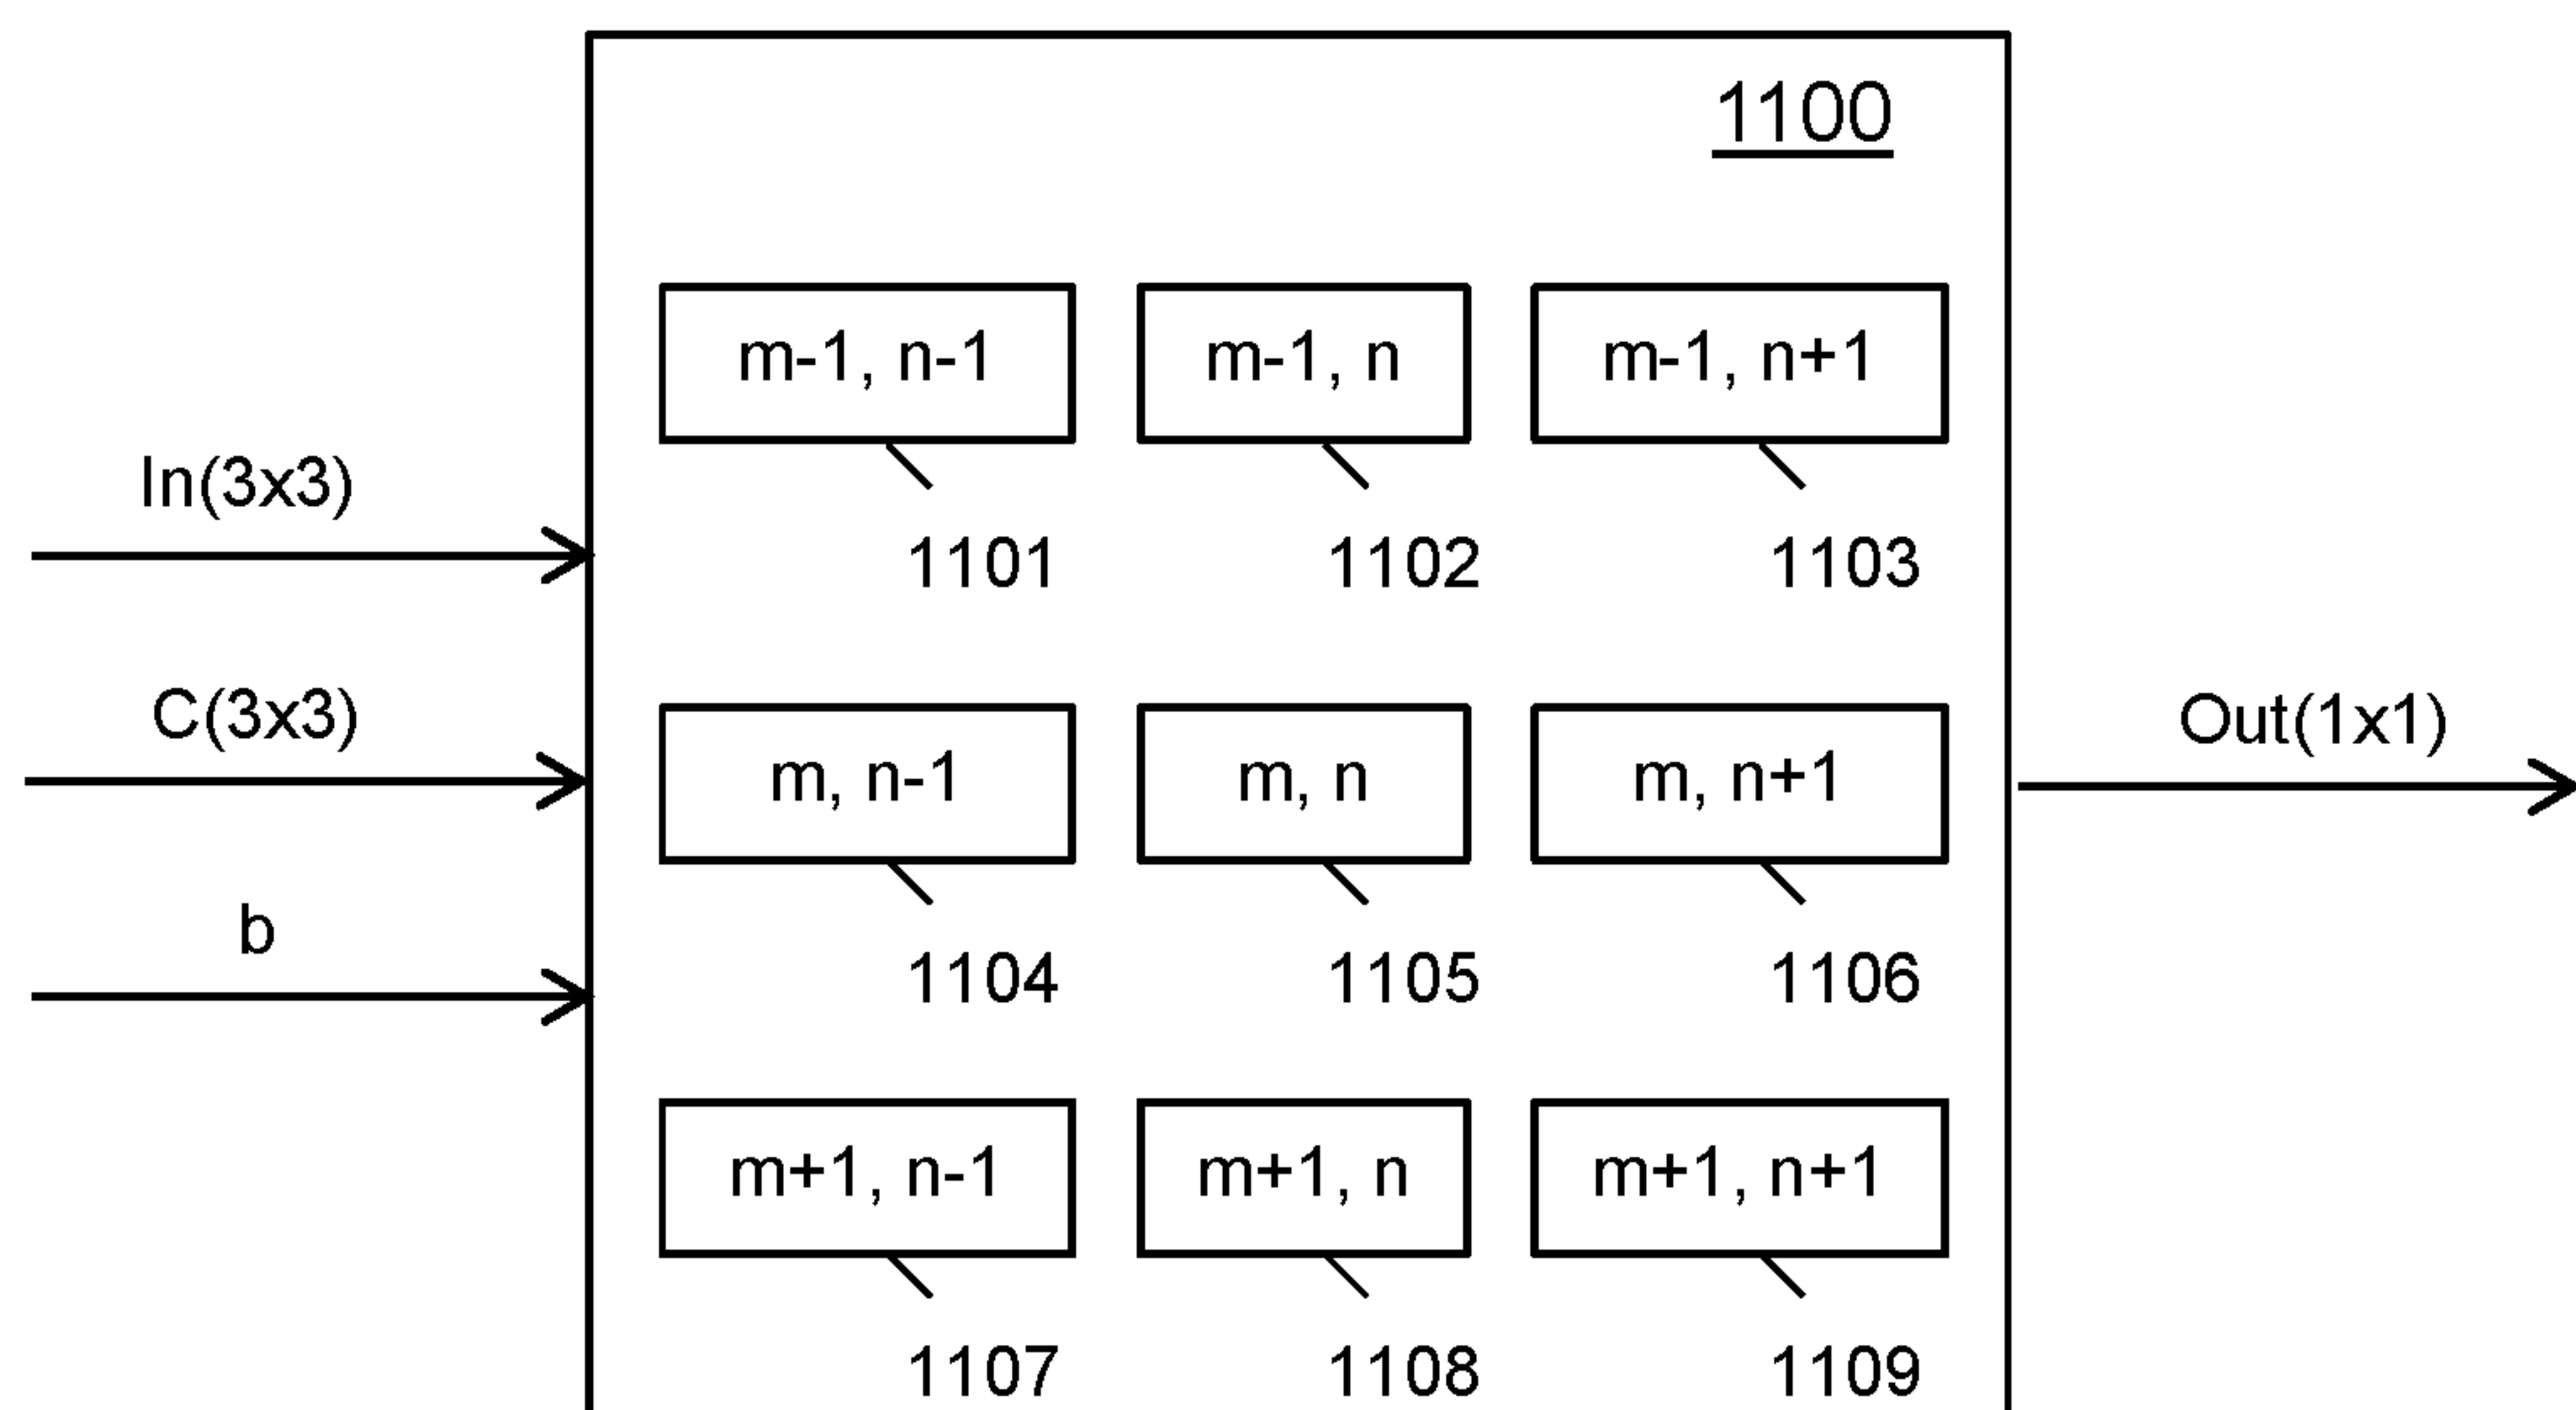 1100
m-1, n-1 m-1, n m-1, n+1
In(3x3)
1101 1102 1103
C(3x3)
Out(1x1)
m, n-1 m, n m, n+1
b
1104 1105 1106
m+1, n-1 m+1, n m+1, n+1
1107 1108 1109